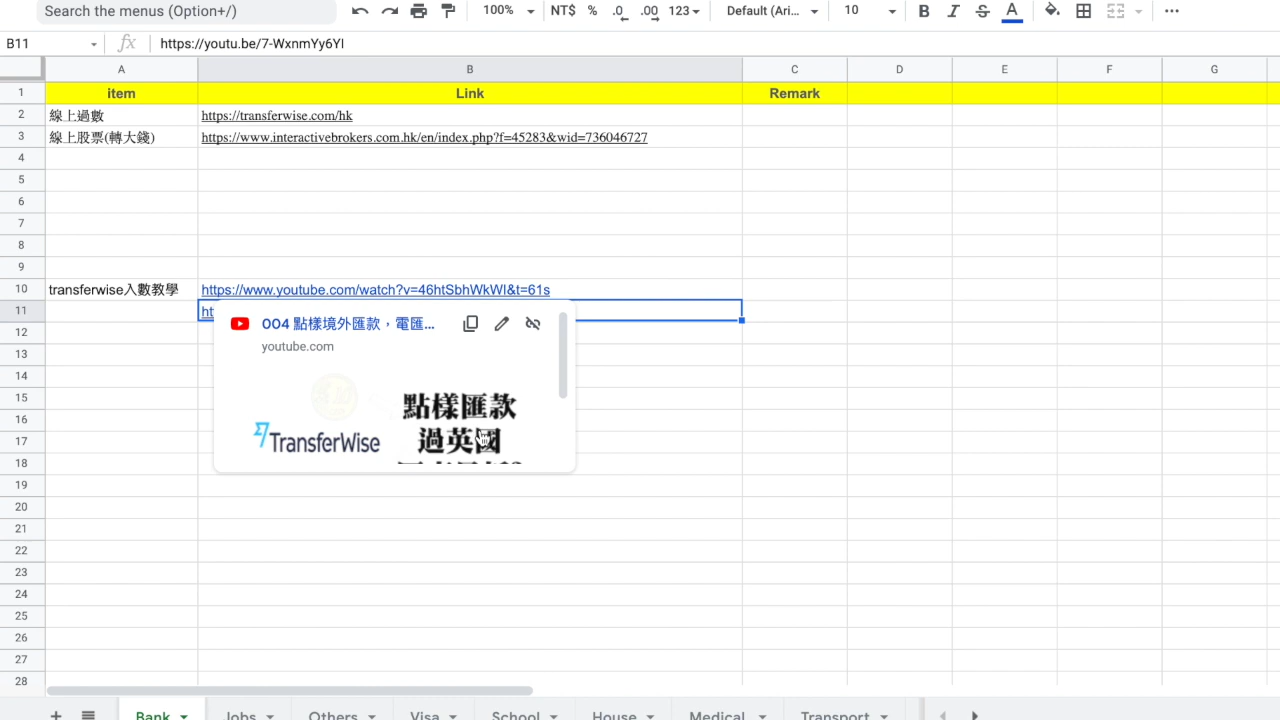 Search the menus (Option+/)
100%
NT$ % .0 .00 123
Default (Ari...
10
B I S A
B11
fx
https://youtu.be/7-WxnmYy6YI
A B C D E F G
1 item Link Remark
2 線上過數 https://transferwise.com/hk
3 線上股票(轉大錢) https://www.interactivebrokers.com.hk/en/index.php?f=45283&wid=736046727
4
5
6
7
8
9
10 transferwise入數教學 https://www.youtube.com/watch?v=46htSbhWkWI&t=61s
11 ht
004 點樣境外匯款，電匯...
youtube.com
點樣匯款
TransferWise 過英國
12
13
14
15
16
17
18
19
20
21
22
23
24
25
26
27
28
Bank Jobs Others Visa School House Medical Transport